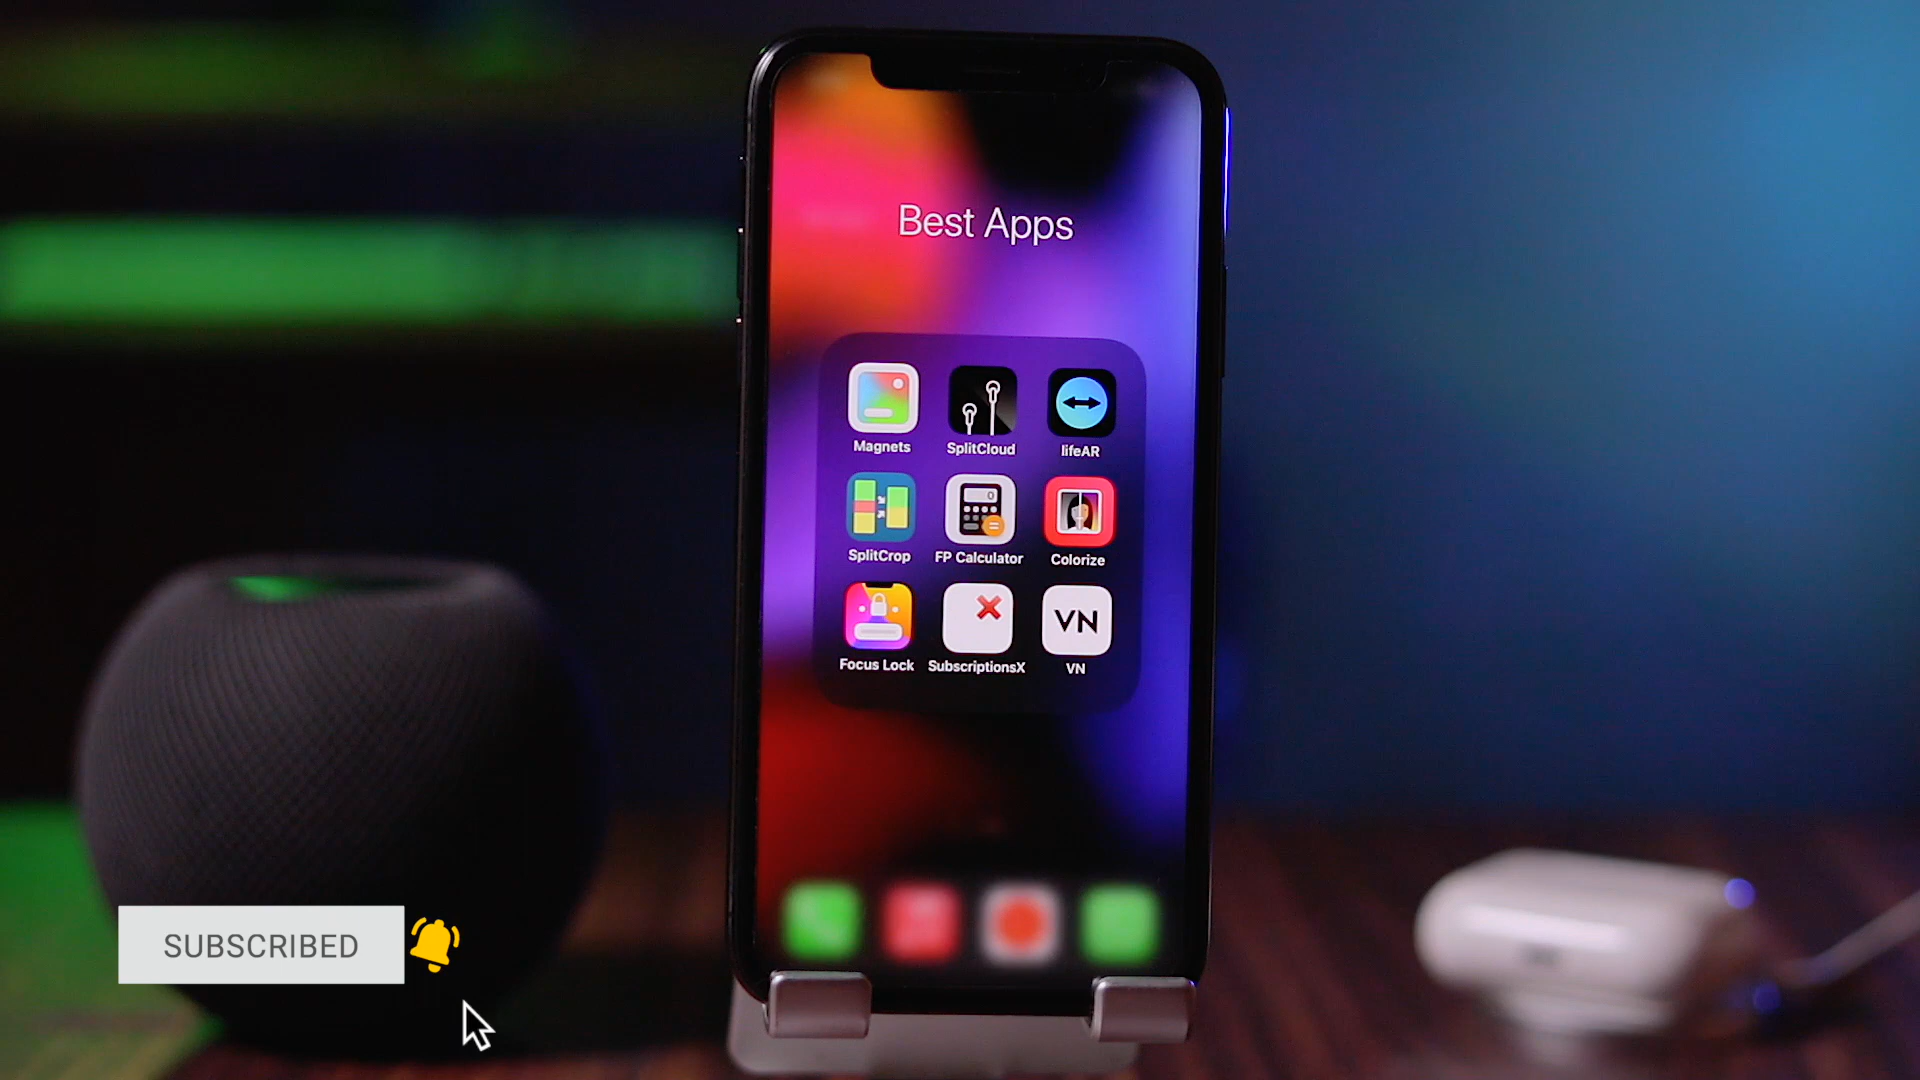 Best Apps
Magnets
SplitCloud
lifeAR
SplitCrop
FP Calculator
Colorize
Focus Lock
SubscriptionsX
VN
VN
SUBSCRIBED